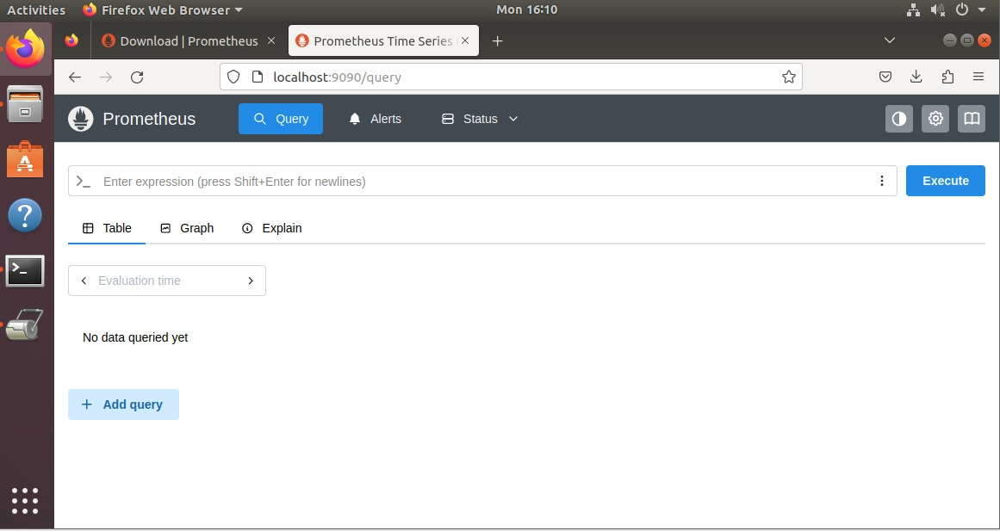 Activities Firefox Web Browser Mon 16:10
Download | Prometheus Prometheus Time Series
localhost:9090/query
Prometheus Query Alerts Status
>_ Enter expression (press Shift+Enter for newlines) Execute
Table Graph Explain
Evaluation time
No data queried yet
+ Add query